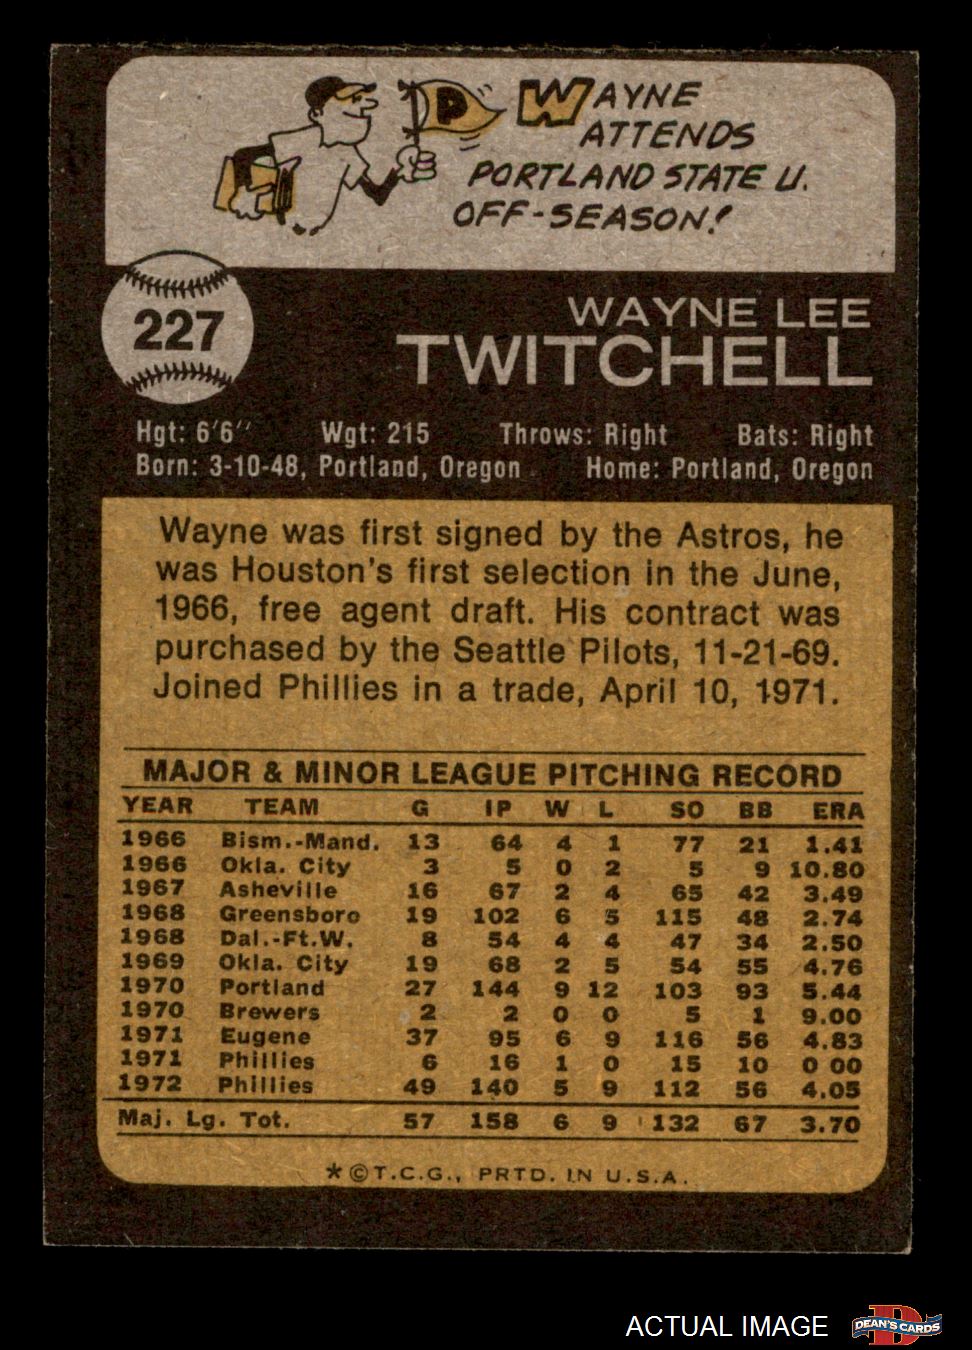 P
WAYNE
ATTENDS
PORTLAND STATE U.
OFF-SEASON!
227
WAYNE LEE
TWITCHELL
Hgt: 6'6'' Wgt: 215 Throws: Right Bats: Right
Born: 3-10-48, Portland, Oregon Home: Portland, Oregon
Wayne was first signed by the Astros, he
was Houston's first selection in the June,
1966, free agent draft. His contract was
purchased by the Seattle Pilots, 11-21-69.
Joined Phillies in a trade, April 10, 1971.
MAJOR & MINOR LEAGUE PITCHING RECORD
YEAR TEAM G IP W L SO BB ERA
1966 Bism.-Mand. 13 64 4 1 77 21 1.41
1966 Okla. City 3 5 0 2 5 9 10.80
1967 Asheville 16 67 2 4 65 42 3.49
1968 Greensboro 19 102 6 5 115 48 2.74
1968 Dal.-Ft.W. 8 54 4 4 47 34 2.50
1969 Okla. City 19 68 2 5 54 55 4.76
1970 Portland 27 144 9 12 103 93 5.44
1970 Brewers 2 2 0 0 5 1 9.00
1971 Eugene 37 95 6 9 116 56 4.83
1971 Phillies 6 16 1 0 15 10 0 00
1972 Phillies 49 140 5 9 112 56 4.05
Maj. Lg. Tot. 57 158 6 9 132 67 3.70
*©T.C.G., PRTD. IN U.S.A.
ACTUAL IMAGE
D
DEAN'S CARDS